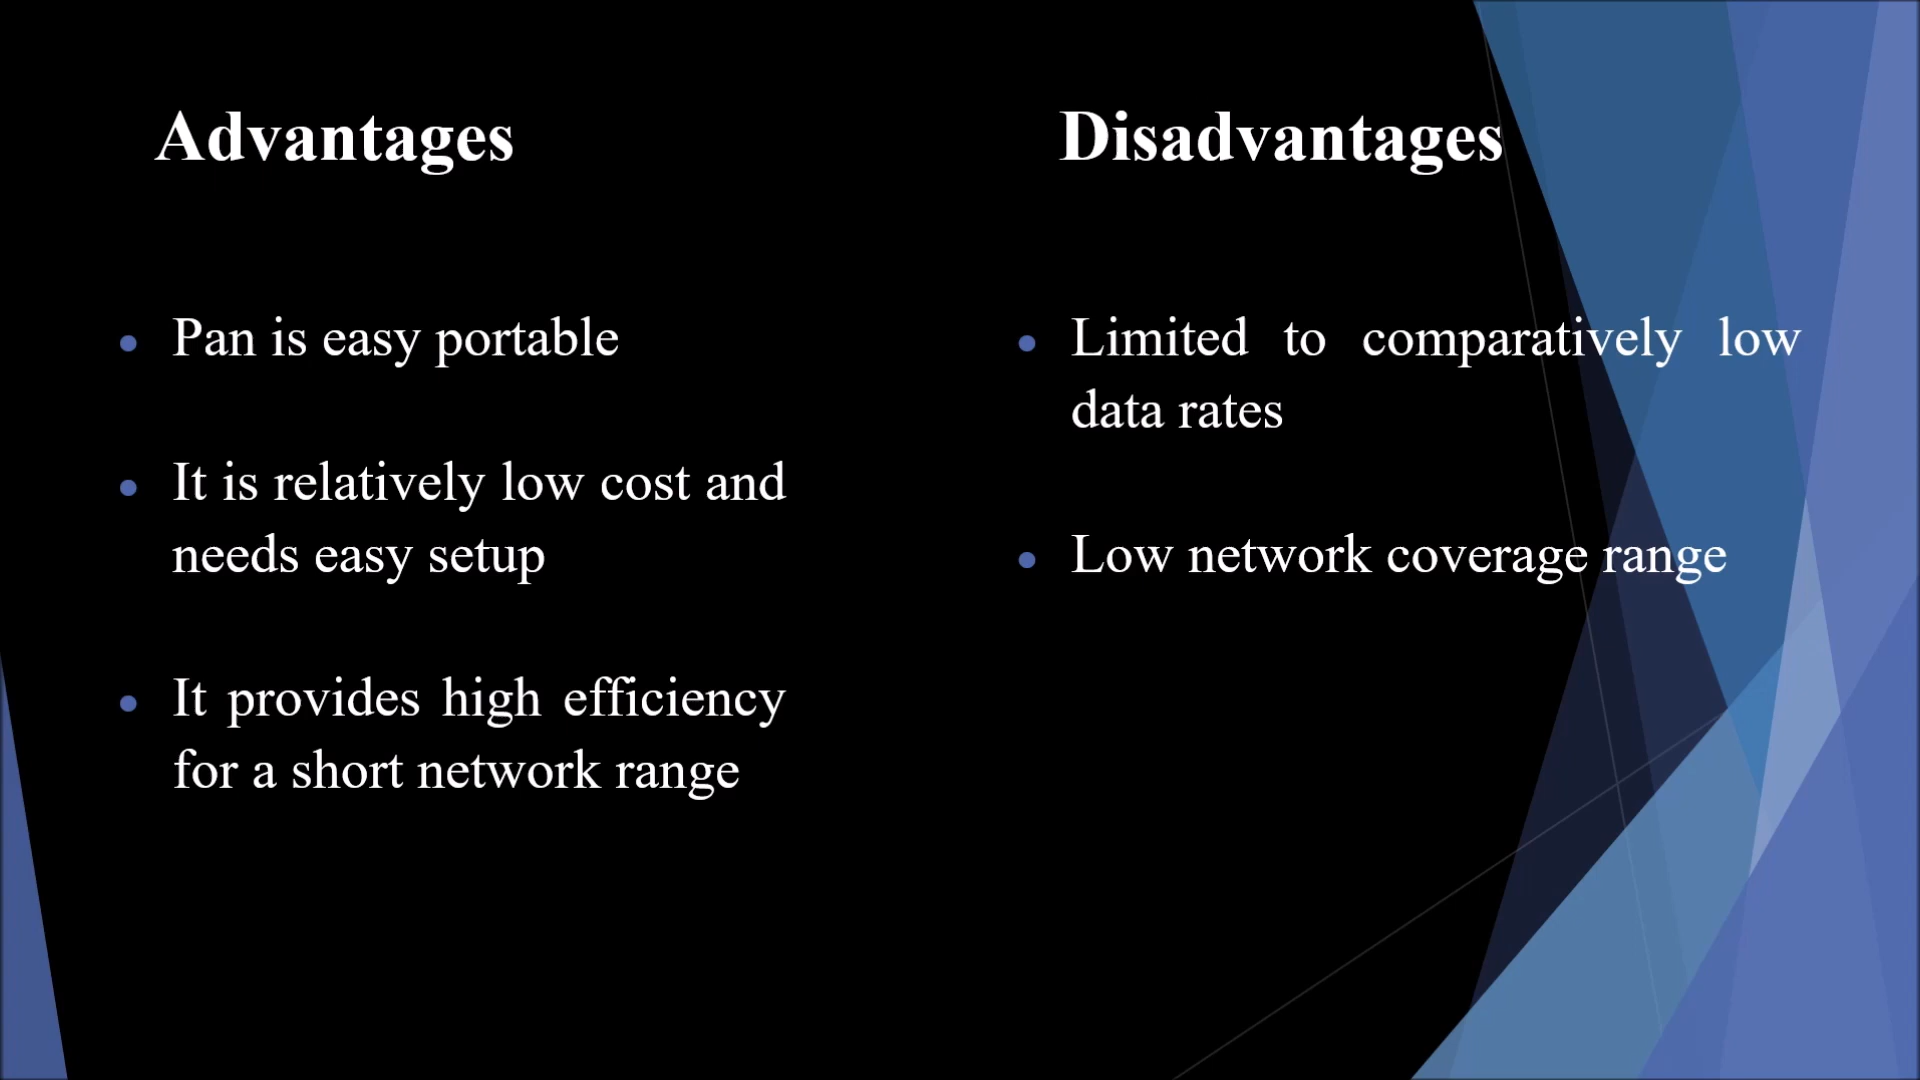 Advantages
Pan is easy portable
It is relatively low cost and
needs easy setup
It provides high efficiency
for a short network range
Disadvantages
Limited to comparatively low
data rates
Low network coverage range